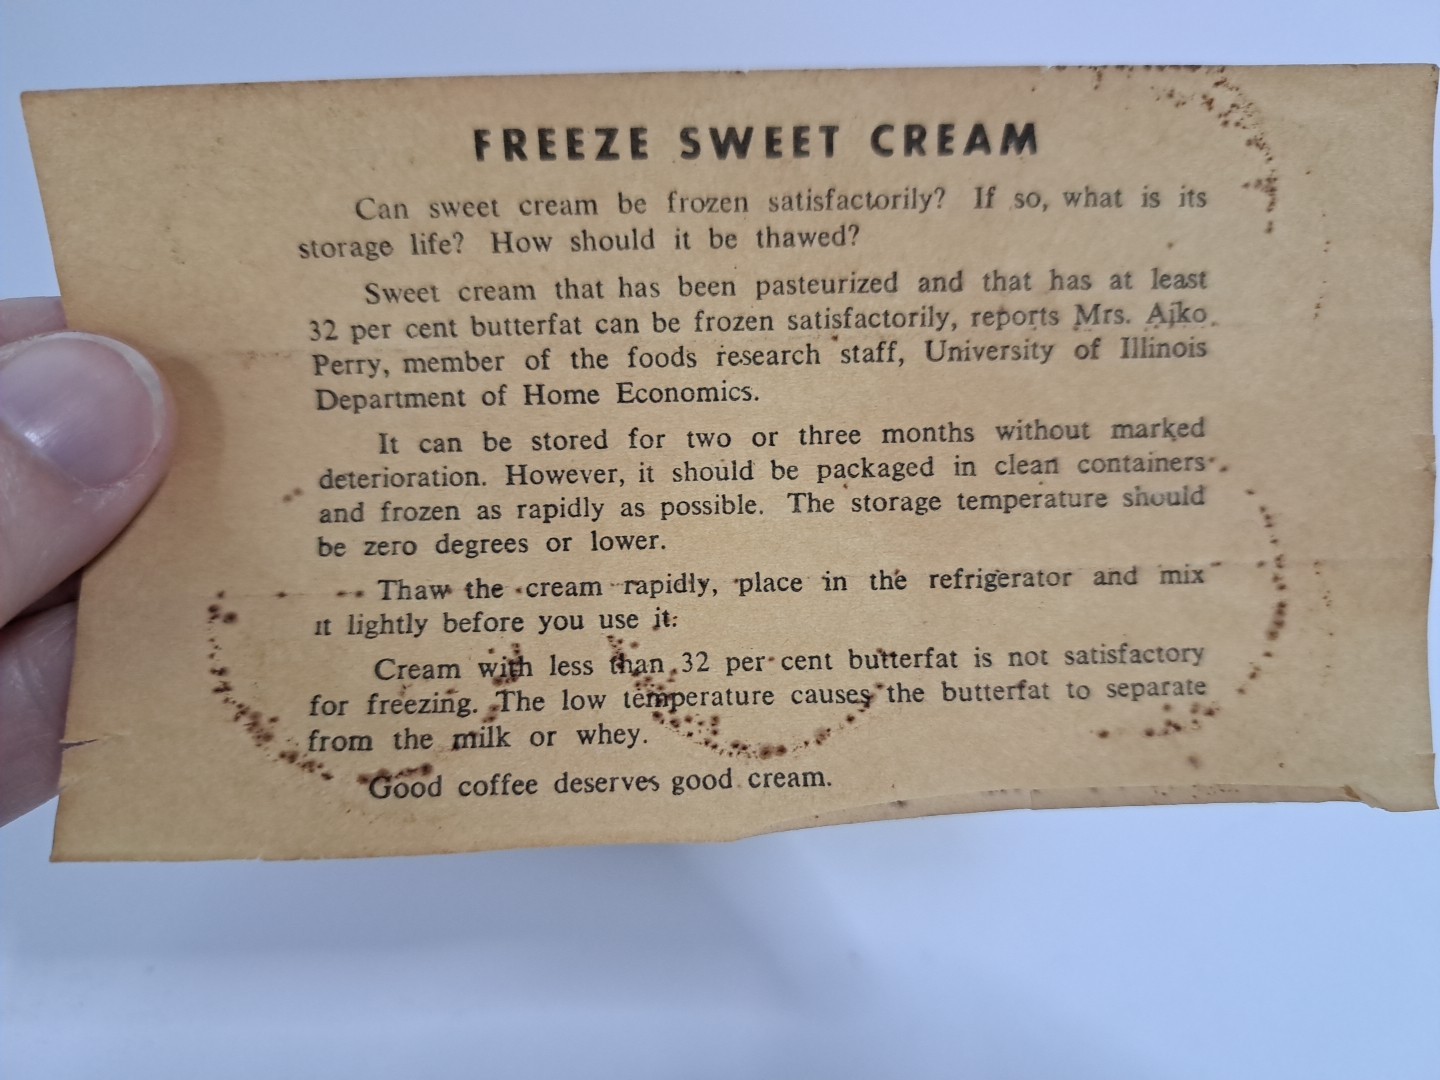 FREEZE SWEET CREAM
Can sweet cream be frozen satisfactorily? If so, what is its
storage life? How should it be thawed?
Sweet cream that has been pasteurized and that has at least
32 per cent butterfat can be frozen satisfactorily, reports Mrs. Aiko
Perry, member of the foods research staff, University of Illinois
Department of Home Economics.
It can be stored for two or three months without marked
deterioration. However, it should be packaged in clean containers
and frozen as rapidly as possible. The storage temperature should
be zero degrees or lower.
Thaw the cream rapidly, place in the refrigerator and mix
it lightly before you use it.
Cream with less than 32 per cent butterfat is not satisfactory
for freezing. The low temperature causes the butterfat to separate
from the milk or whey.
Good coffee deserves good cream.